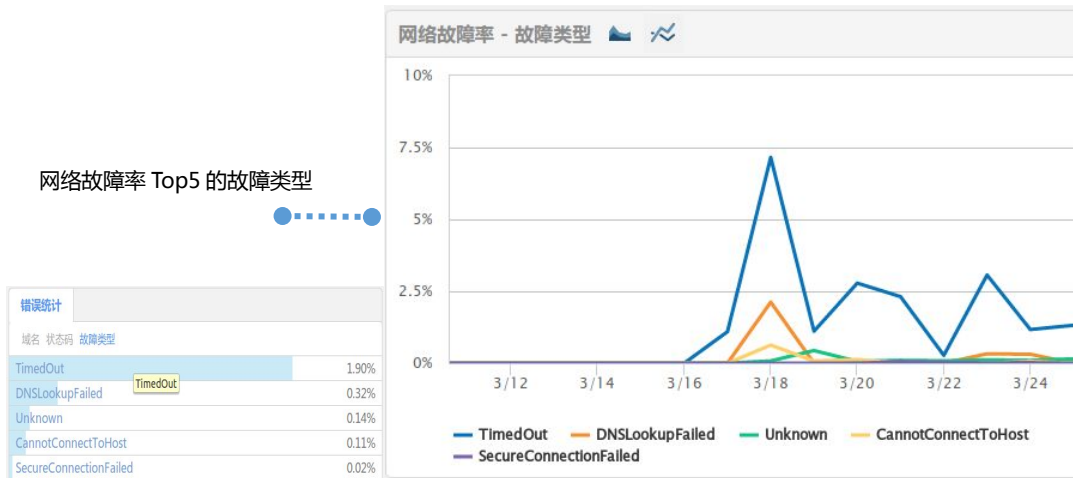 网络故障率 Top5 的故障类型
错误统计
域名 状态码 故障类型
TimedOut 1.90%
TimedOut
DNSLookupFailed 0.32%
Unknown 0.14%
CannotConnectToHost 0.11%
SecureConnectionFailed 0.02%
网络故障率 - 故障类型
10%
7.5%
5%
2.5%
0%
3/12 3/14 3/16 3/18 3/20 3/22 3/24
TimedOut DNSLookupFailed Unknown CannotConnectToHost
SecureConnectionFailed